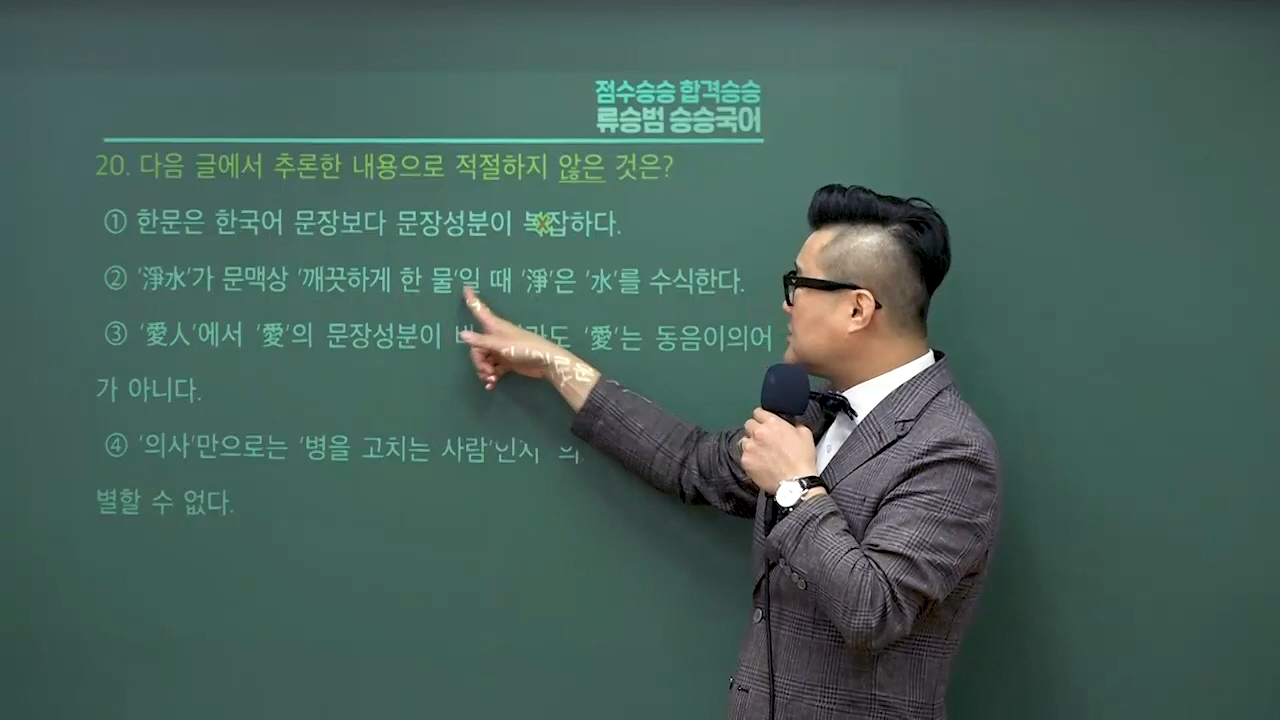 점수승승 합격승승
류승범 승승국어
20. 다음 글에서 추론한 내용으로 적절하지 않은 것은?
① 한문은 한국어 문장보다 문장성분이 복잡하다.
② '淨水'가 문맥상 '깨끗하게 한 물'일 때 '淨'은 '水'를 수식한다.
③ '愛人'에서 '愛'의 문장성분이 '愛'는 동음이의어
가 아니다.
④ '의사'만으로는 '병을 고치는 사람'인지
별할 수 없다.